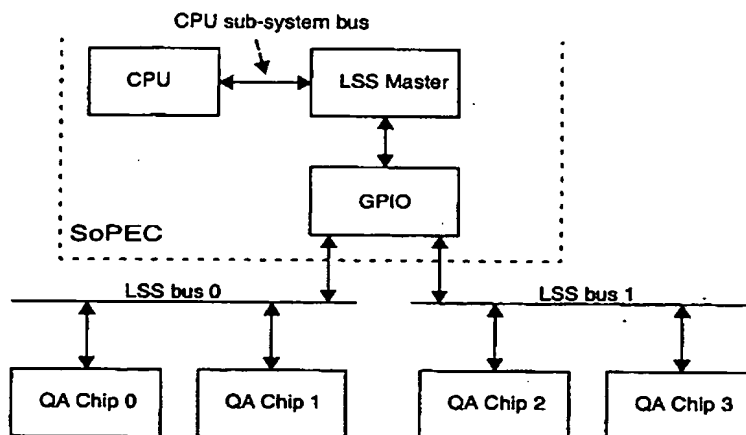 CPU sub-system bus
CPU
LSS Master
GPIO
SoPEC
LSS bus 0
LSS bus 1
QA Chip 0
QA Chip 1
QA Chip 2
QA Chip 3